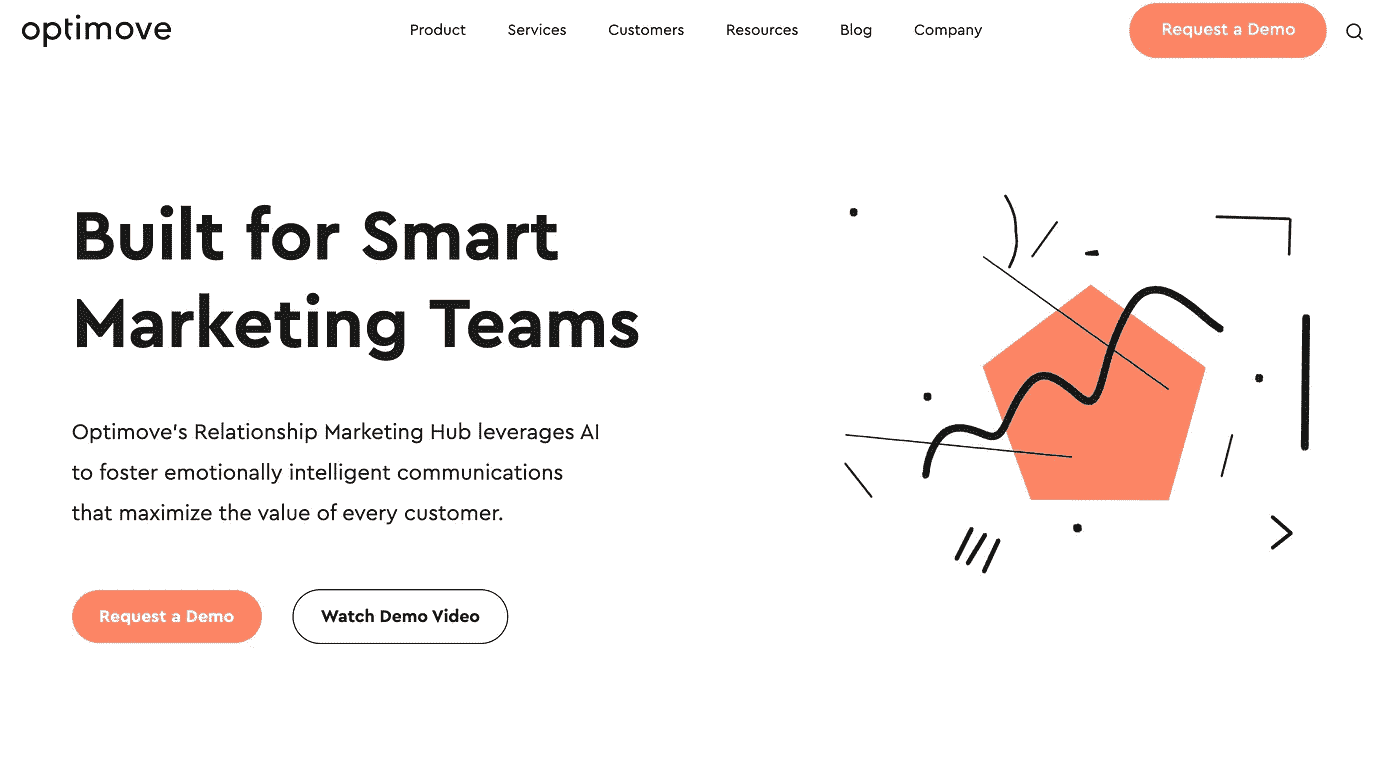 optimove
Product Services Customers Resources Blog Company
Request a Demo
Built for Smart
Marketing Teams
Optimove's Relationship Marketing Hub leverages AI
to foster emotionally intelligent communications
that maximize the value of every customer.
Request a Demo
Watch Demo Video